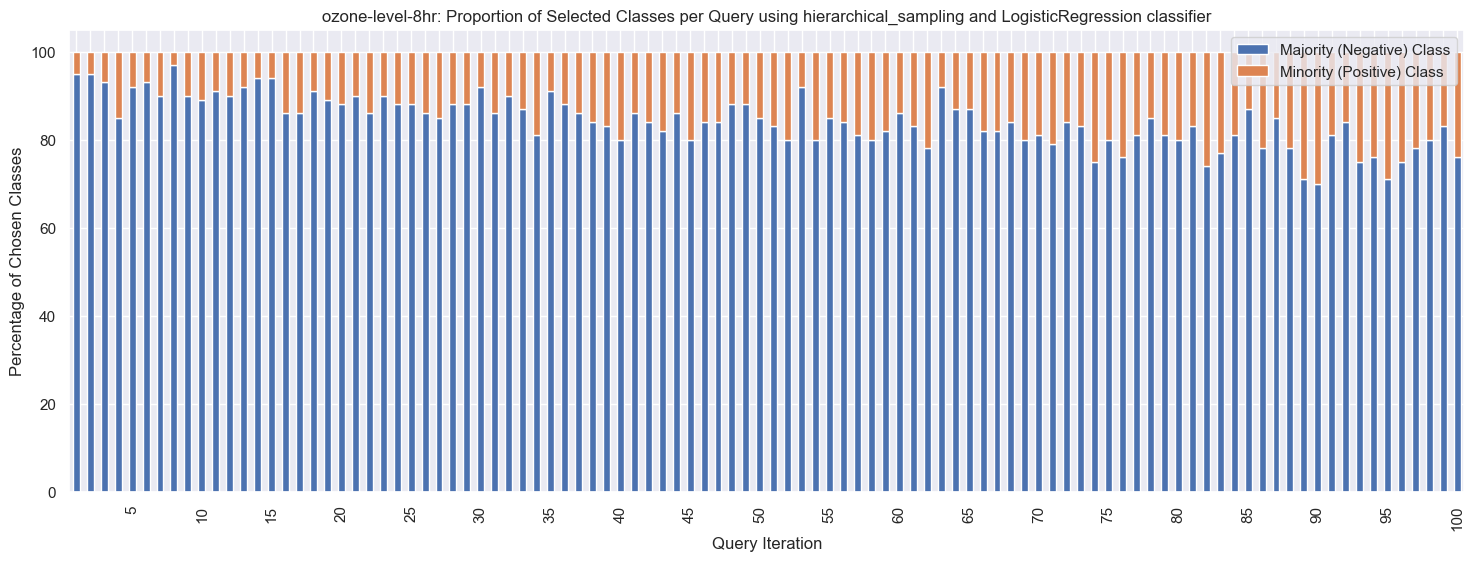 ozone-level-8hr: Proportion of Selected Classes per Query using hierarchical_sampling and LogisticRegression classifier
Majority (Negative) Class
Minority (Positive) Class
Percentage of Chosen Classes
100
80
60
40
20
0
5 10 15 20 25 30 35 40 45 50 55 60 65 70 75 80 85 90 95 100
Query Iteration